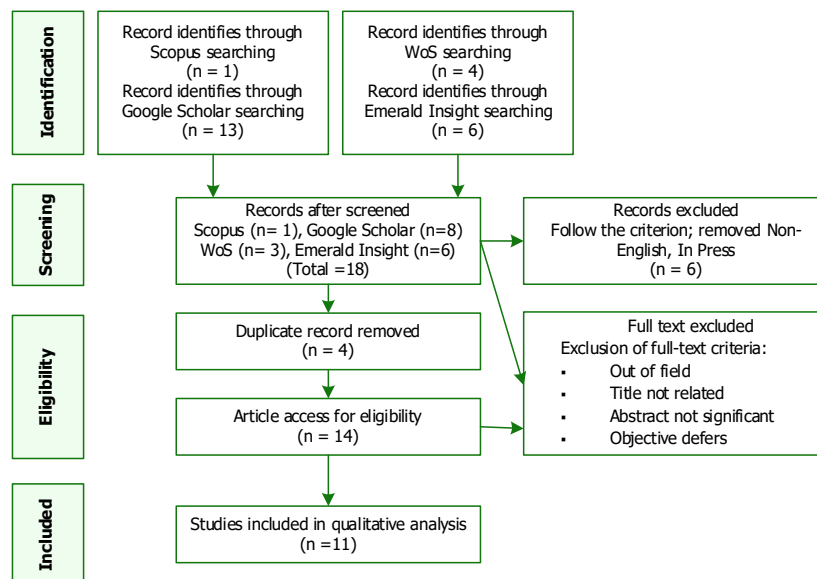 Identification
Record identifies through
Scopus searching
(n = 1)
Record identifies through
Google Scholar searching
(n = 13)
Record identifies through
WoS searching
(n = 4)
Record identifies through
Emerald Insight searching
(n = 6)
Screening
Records after screened
Scopus (n= 1), Google Scholar (n=8)
WoS (n= 3), Emerald Insight (n=6)
(Total =18)
Records excluded
Follow the criterion; removed Non-
English, In Press
(n = 6)
Eligibility
Duplicate record removed
(n = 4)
Article access for eligibility
(n = 14)
Full text excluded
Exclusion of full-text criteria:
▪ Out of field
▪ Title not related
▪ Abstract not significant
▪ Objective defers
Included
Studies included in qualitative analysis
(n =11)